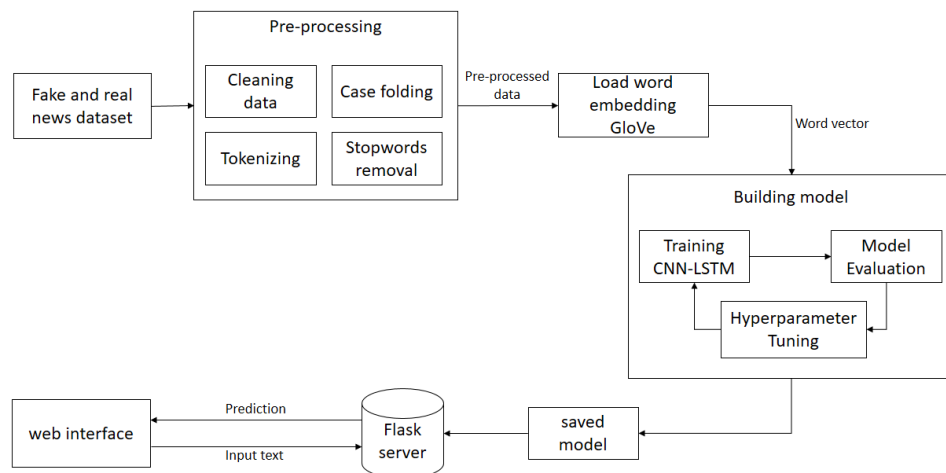 Pre-processing
Fake and real
news dataset
Cleaning
data
Case folding
Tokenizing
Stopwords
removal
Pre-processed
data
Load word
embedding
GloVe
Word vector
Building model
Training
CNN-LSTM
Model
Evaluation
Hyperparameter
Tuning
web interface
Prediction
Input text
Flask
server
saved
model